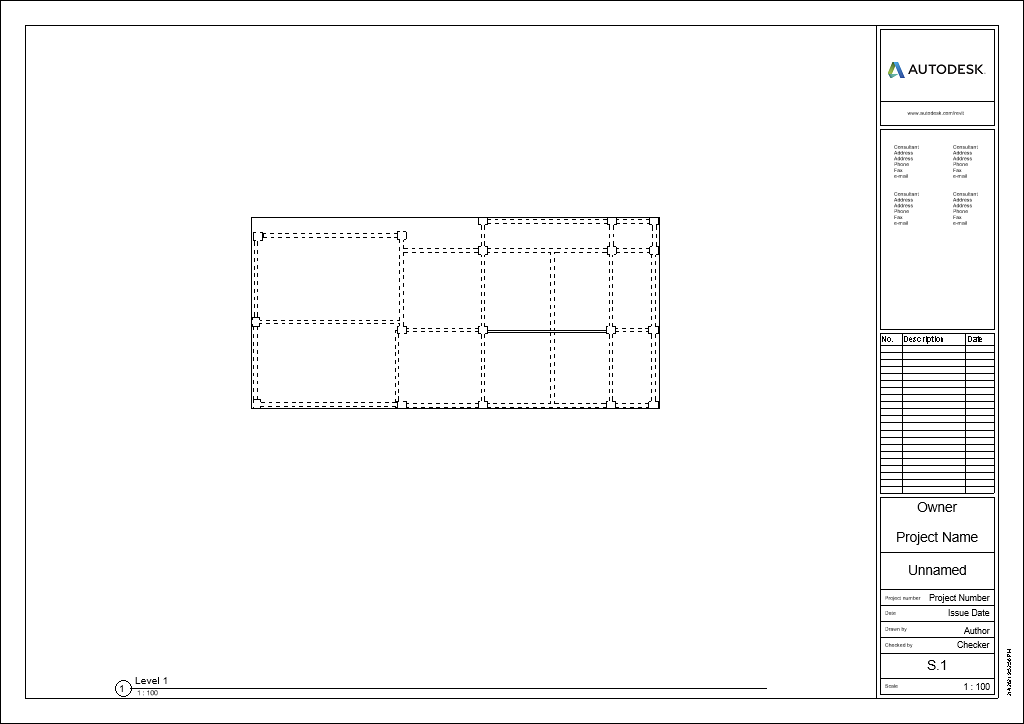 AUTODESK.
www.autodesk.com/revit
Consultant
Address
Address
Phone
Fax
e-mail
Consultant
Address
Address
Phone
Fax
e-mail
Consultant
Address
Address
Phone
Fax
e-mail
Consultant
Address
Address
Phone
Fax
e-mail
No. Description Date
Owner
Project Name
Unnamed
Project number Project Number
Date Issue Date
Drawn by Author
Checked by Checker
S.1
Scale 1 : 100
1 Level 1
1 : 100